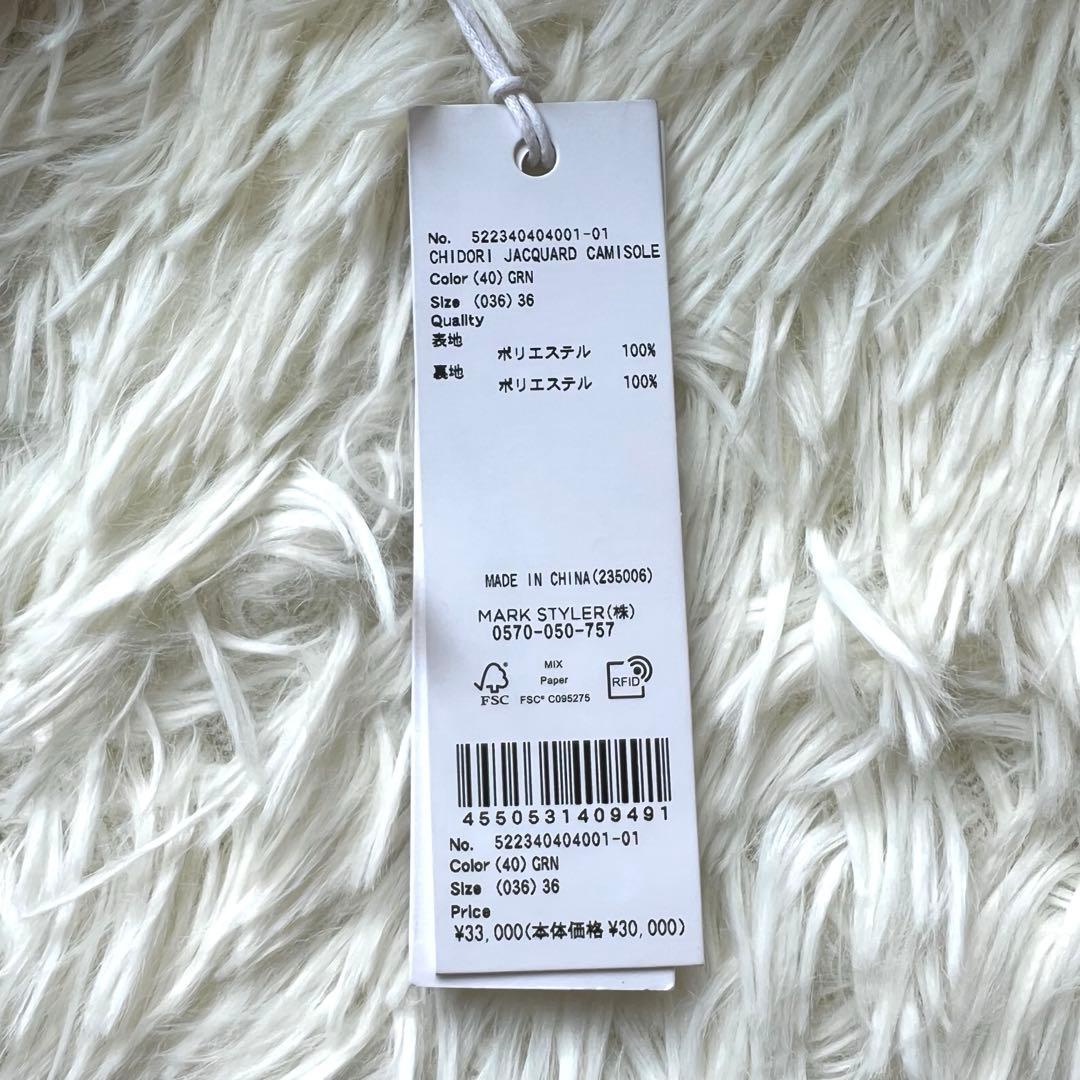 No. 522340404001-01
CHIDORI JACQUARD CAMISOLE
Color (40) GRN
Size (036) 36
Quality
表地
ポリエステル 100%
裏地
ポリエステル 100%
MADE IN CHINA(235006)
MARK STYLER(株)
0570-050-757
FSC
MIX
Paper
FSC® C095275
RFID
4550531409491
No. 522340404001-01
Color (40) GRN
Size (036) 36
Price
¥33,000(本体価格 ¥30,000)